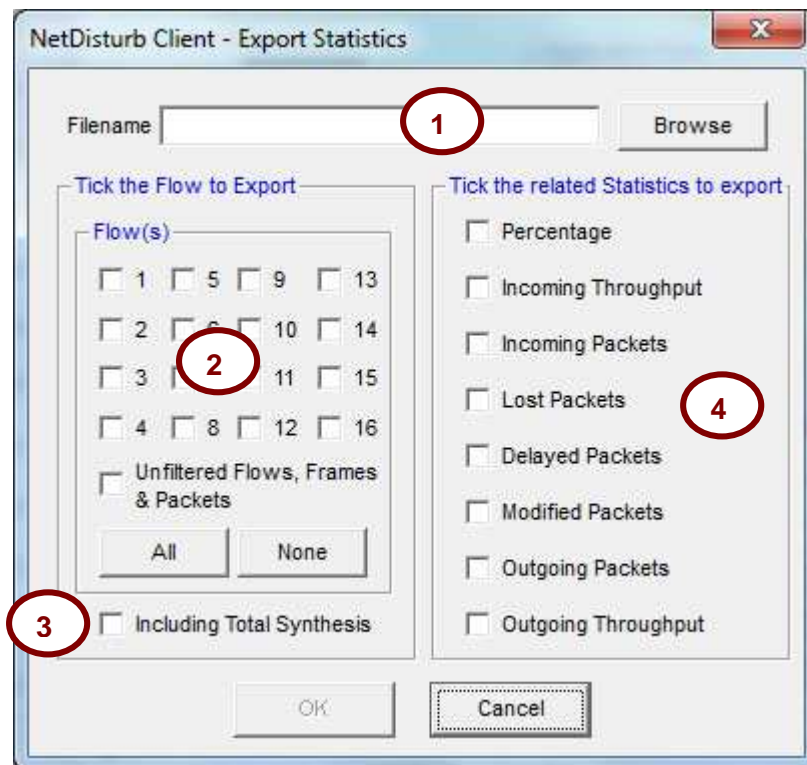 NetDisturb Client - Export Statistics
X
Filename
1
Browse
Tick the Flow to Export
Flow(s)
1 5 9 13
2 10 14
3 11 15
4 8 12 16
2
Unfiltered Flows, Frames
& Packets
All None
3
Including Total Synthesis
Tick the related Statistics to export
Percentage
Incoming Throughput
Incoming Packets
Lost Packets
4
Delayed Packets
Modified Packets
Outgoing Packets
Outgoing Throughput
OK Cancel